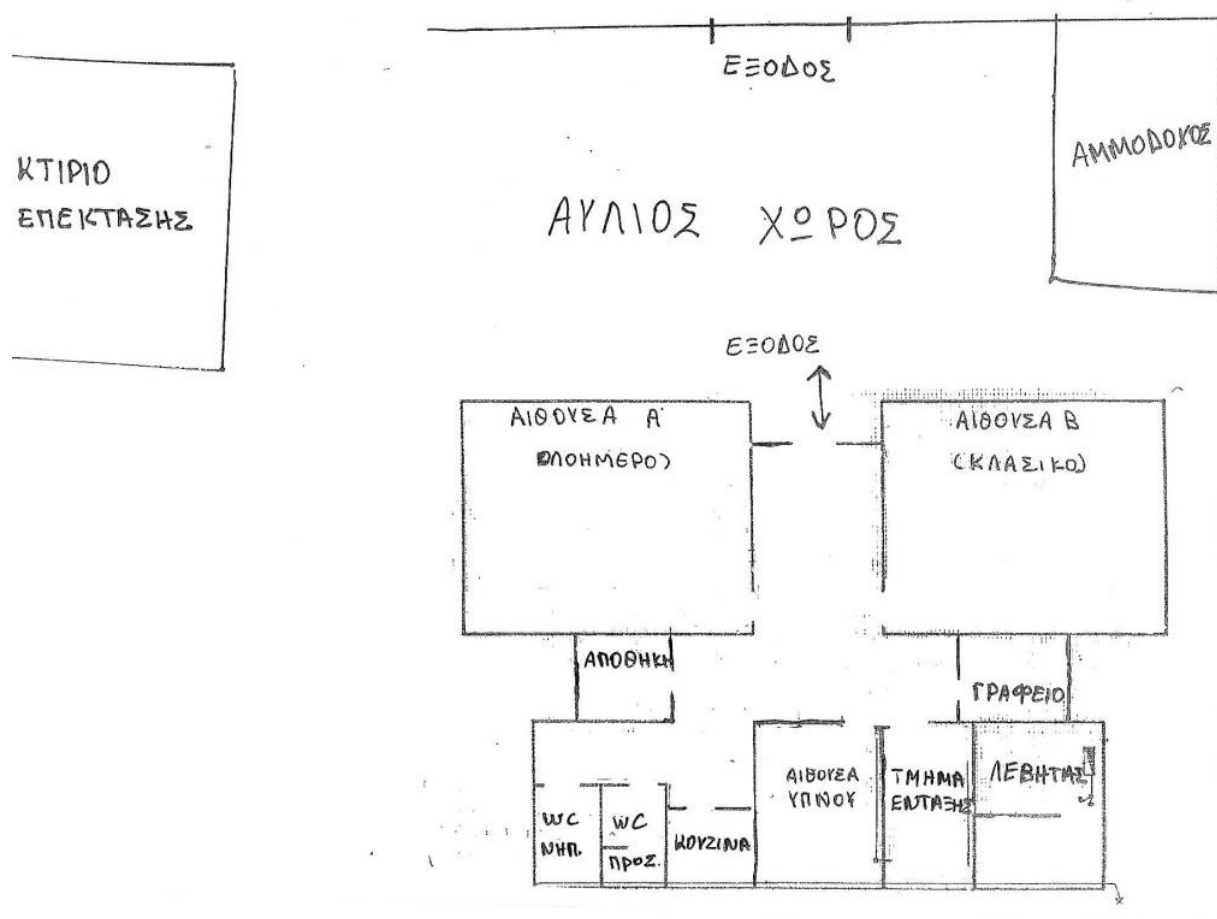 ΕΞΟΔΟΣ
ΑΜΜΟΔΟΧΟΣ
ΚΤΙΡΙΟ
ΕΠΕΚΤΑΣΗΣ
ΑΥΛΙΟΣ ΧΩΡΟΣ
ΕΞΟΔΟΣ
ΑΙΘΟΥΣΑ Α'
ΟΛΟΗΜΕΡΟ)
ΑΙΘΟΥΣΑ Β
(ΚΛΑΣΙΚΟ)
ΑΠΟΘΗΚΗ
ΓΡΑΦΕΙΟ
ΑΙΘΟΥΣΑ
ΥΠΝΟΥ
ΤΜΗΜΑ
ΕΝΤΑΞΗΣ
ΛΕΒΗΤΑΣ
WC
ΝΗΠ.
WC
ΠΡΟΣ.
ΚΟΥΖΙΝΑ